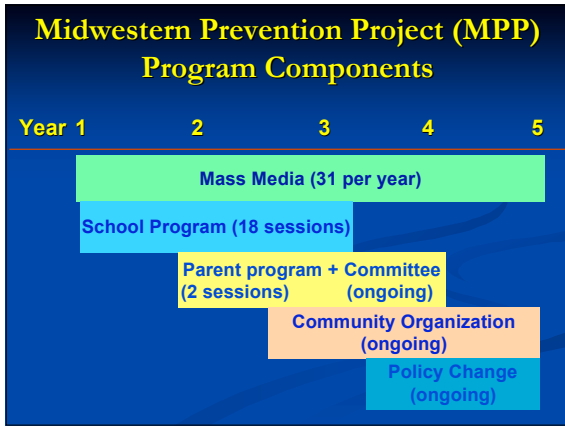 Midwestern Prevention Project (MPP)
Program Components
Year 1 2 3 4 5
Mass Media (31 per year)
School Program (18 sessions)
Parent program + Committee
(2 sessions) (ongoing)
Community Organization
(ongoing)
Policy Change
(ongoing)